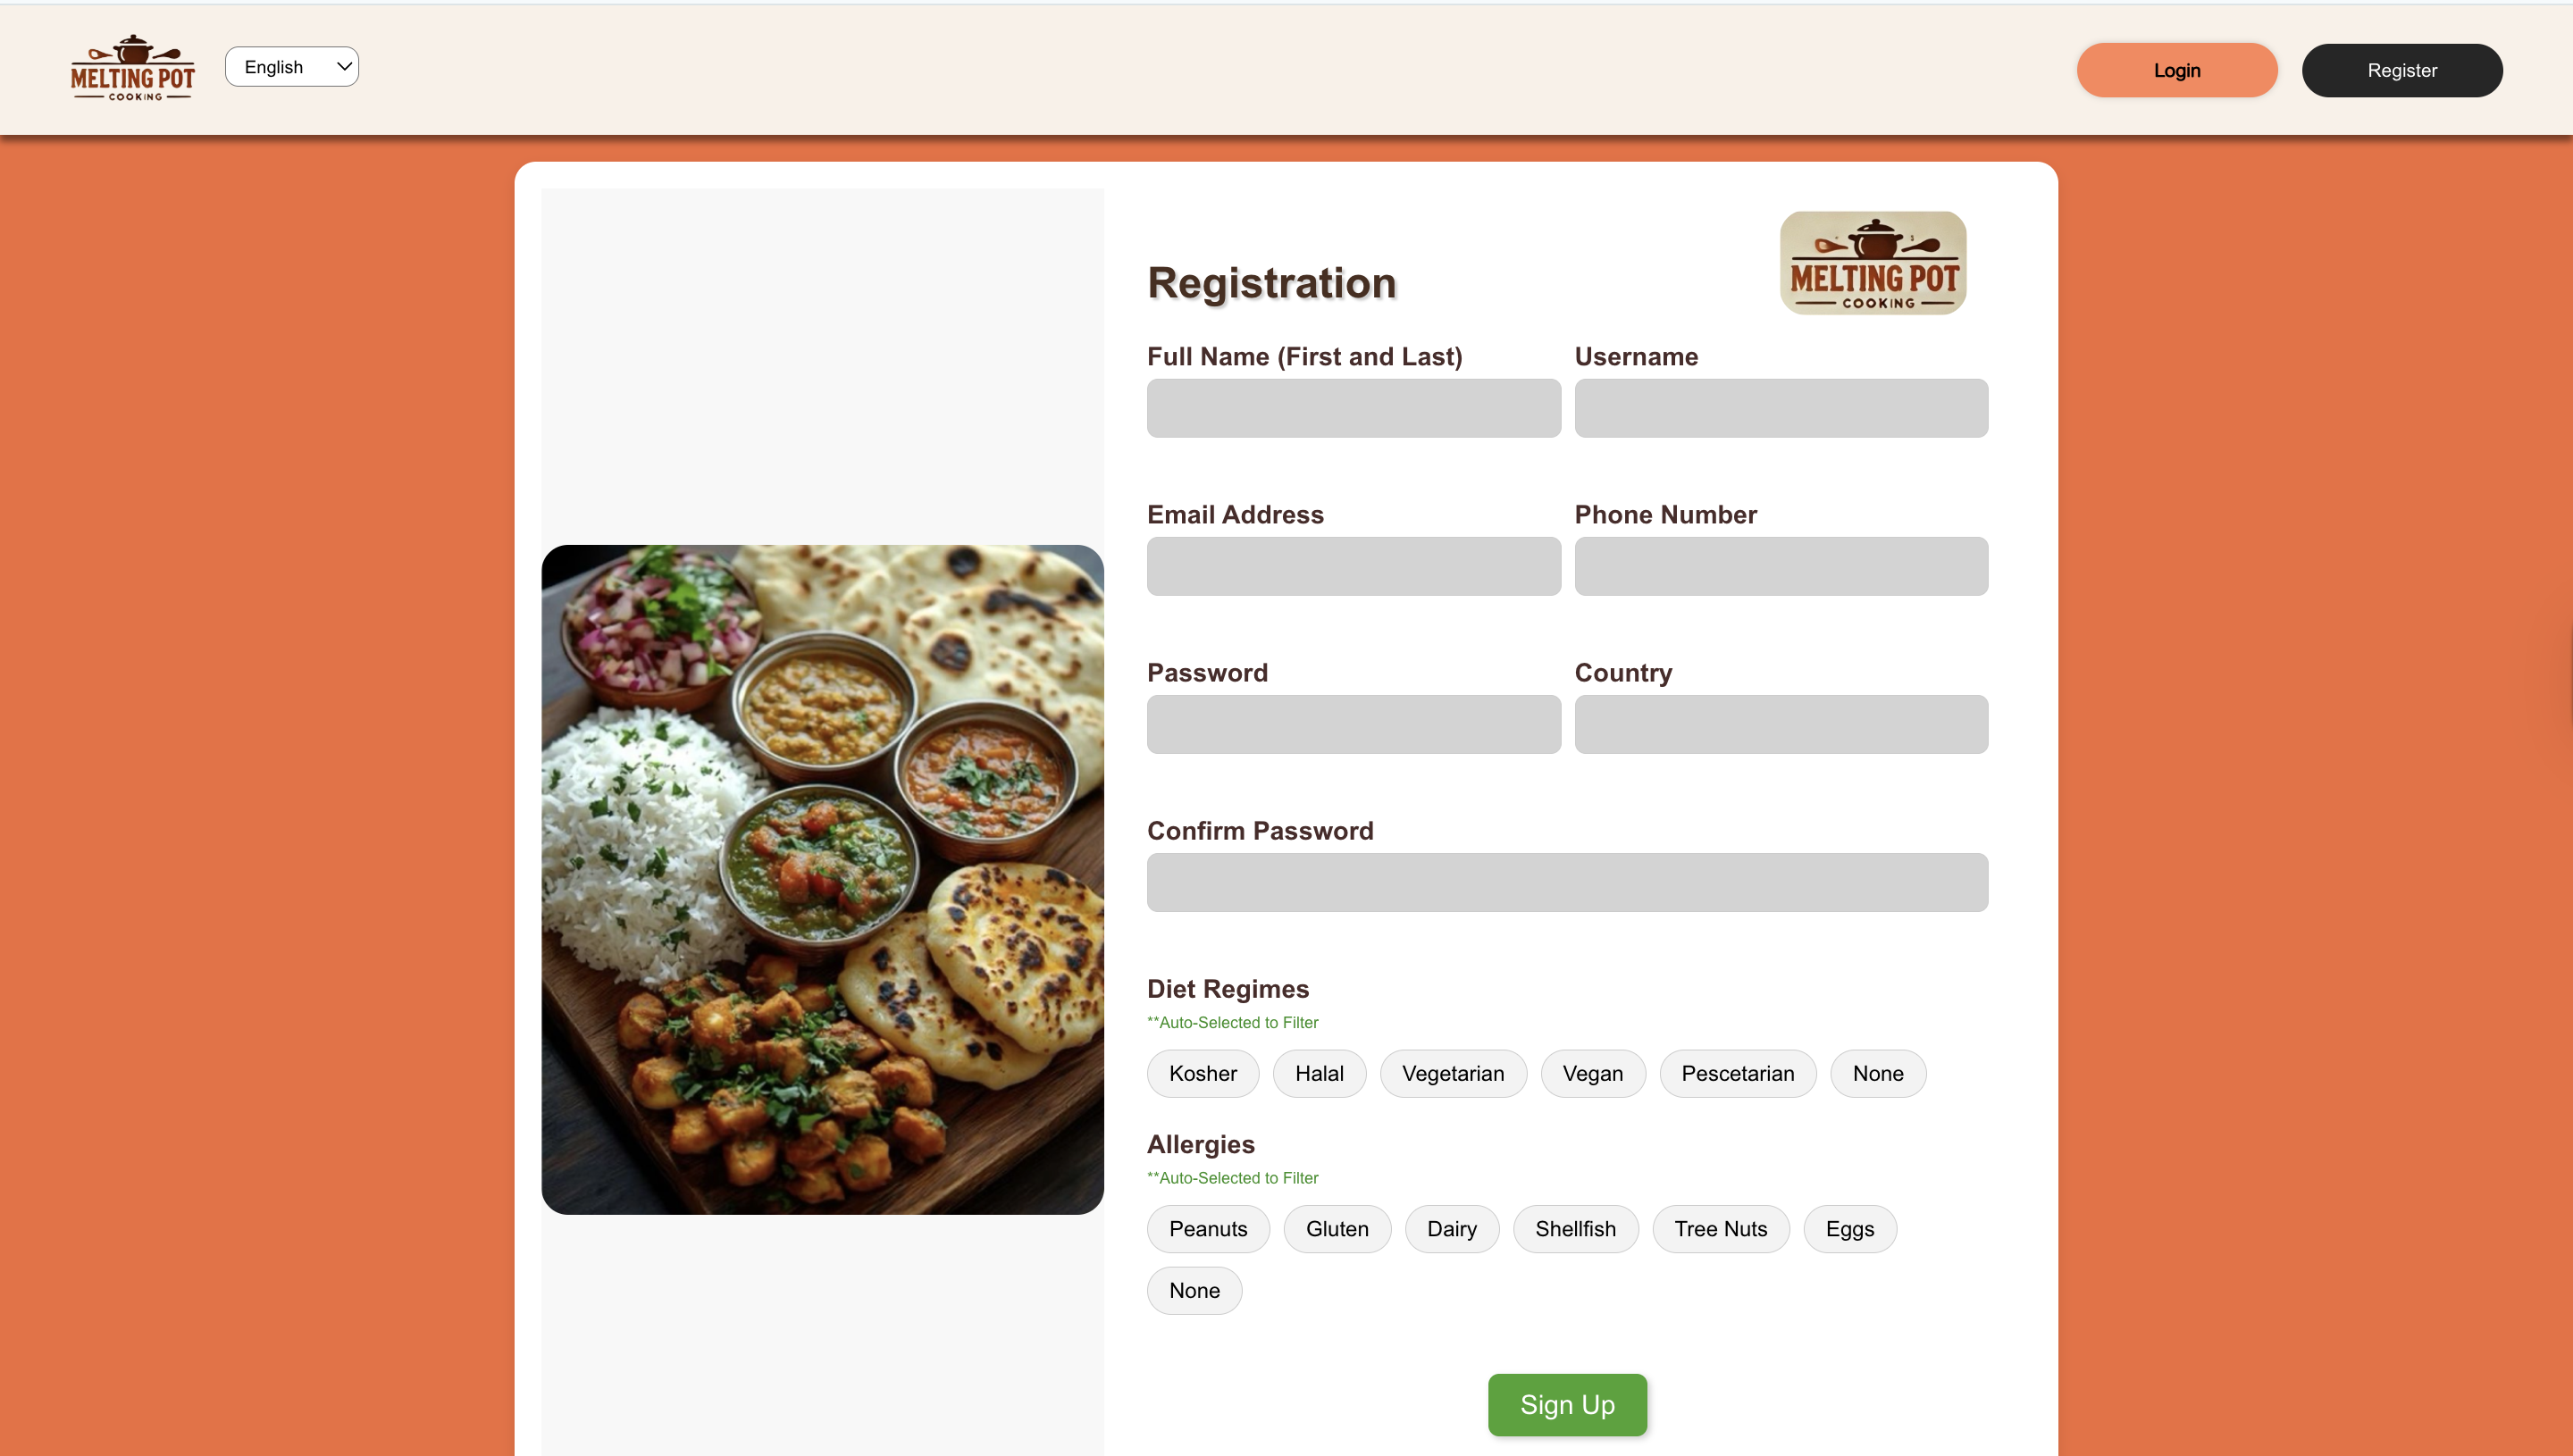 MELTING POT
COOKING
English
Login
Register
MELTING POT
COOKING
Registration
Full Name (First and Last)
Username
Email Address
Phone Number
Password
Country
Confirm Password
Diet Regimes
**Auto-Selected to Filter
Kosher
Halal
Vegetarian
Vegan
Pescetarian
None
Allergies
**Auto-Selected to Filter
Peanuts
Gluten
Dairy
Shellfish
Tree Nuts
Eggs
None
Sign Up